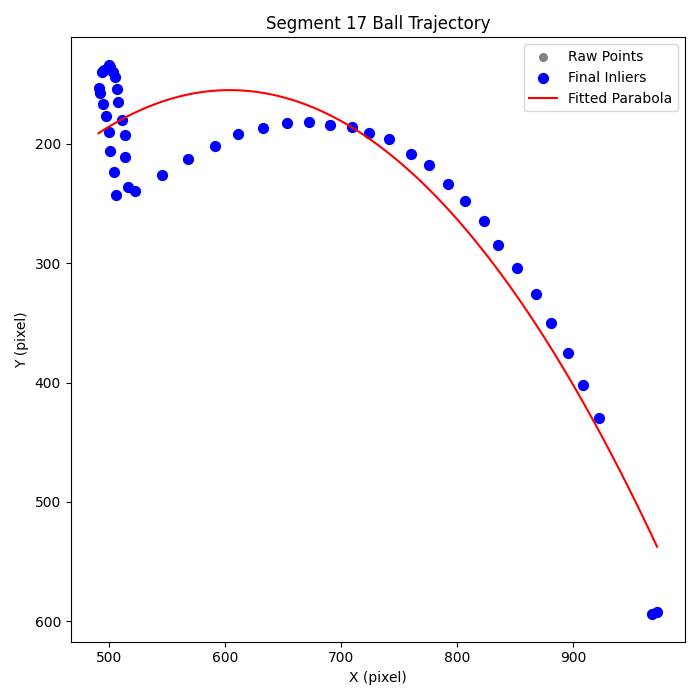 Segment 17 Ball Trajectory
Raw Points
Final Inliers
Fitted Parabola
Y (pixel)
200
300
400
500
600
500 600 700 800 900
X (pixel)